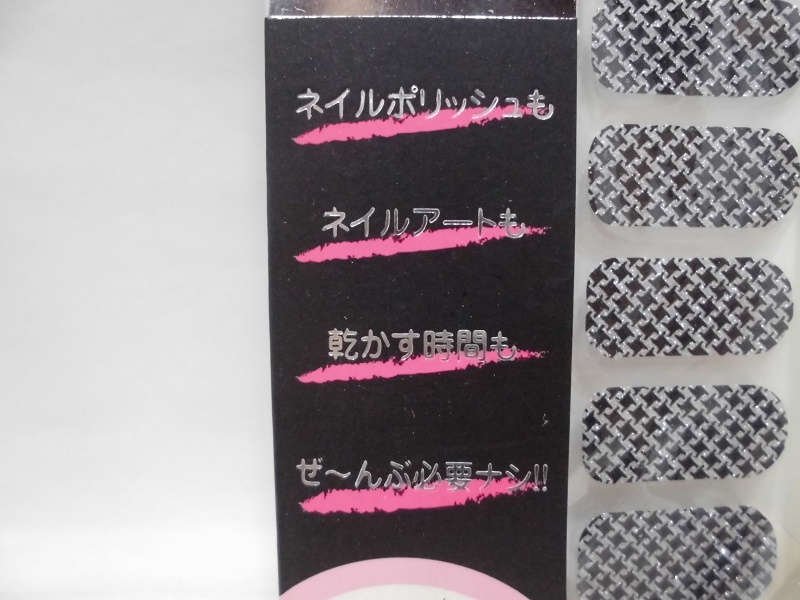 ネイルポリッシュも
ネイルアートも
乾かす時間も
ぜ〜んぶ必要ナシ!!